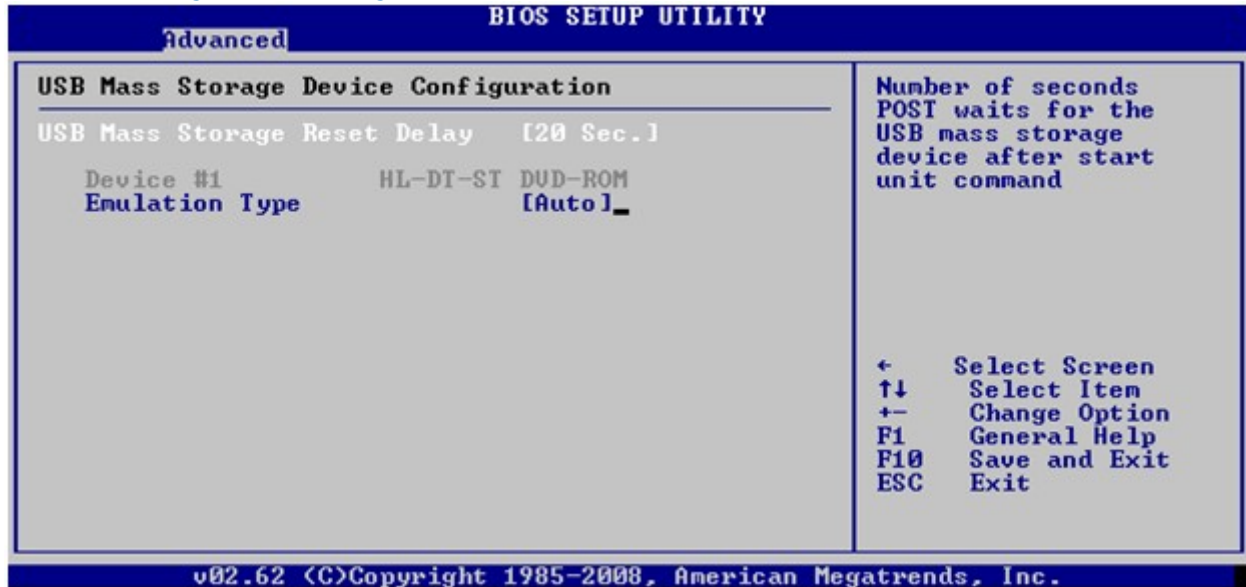 BIOS SETUP UTILITY
Advanced
USB Mass Storage Device Configuration
USB Mass Storage Reset Delay [20 Sec.]
Device #1 HL-DT-ST DVD-ROM
Emulation Type [Auto]
Number of seconds
POST waits for the
USB mass storage
device after start
unit command
← Select Screen
↑↓ Select Item
+- Change Option
F1 General Help
F10 Save and Exit
ESC Exit
v02.62 (C)Copyright 1985-2008, American Megatrends, Inc.